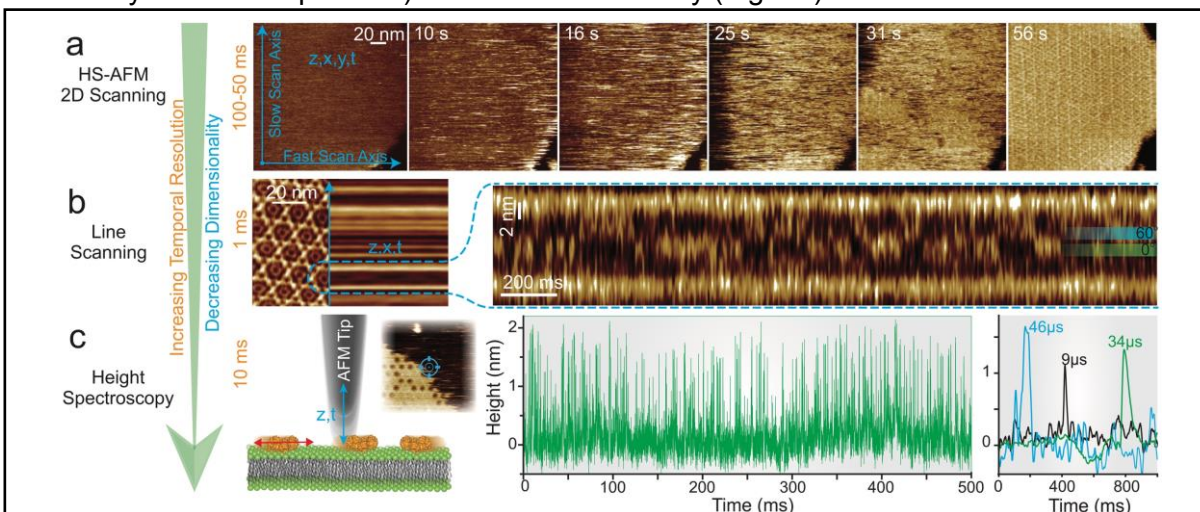 a
HS-AFM
2D Scanning
Increasing Temporal Resolution
Decreasing Dimensionality
100-50 ms
Slow Scan Axis
z,x,y,t
Fast Scan Axis
20 nm
10 s
16 s
25 s
31 s
56 s
b
Line
Scanning
1 ms
20 nm
z,x,t
2 nm
200 ms
60
c
Height
Spectroscopy
10 ms
AFM Tip
z,t
Height (nm)
2
1
0
0
100
200
300
400
500
Time (ms)
46µs
9µs
34µs
1
0
0
400
800
Time (ms)